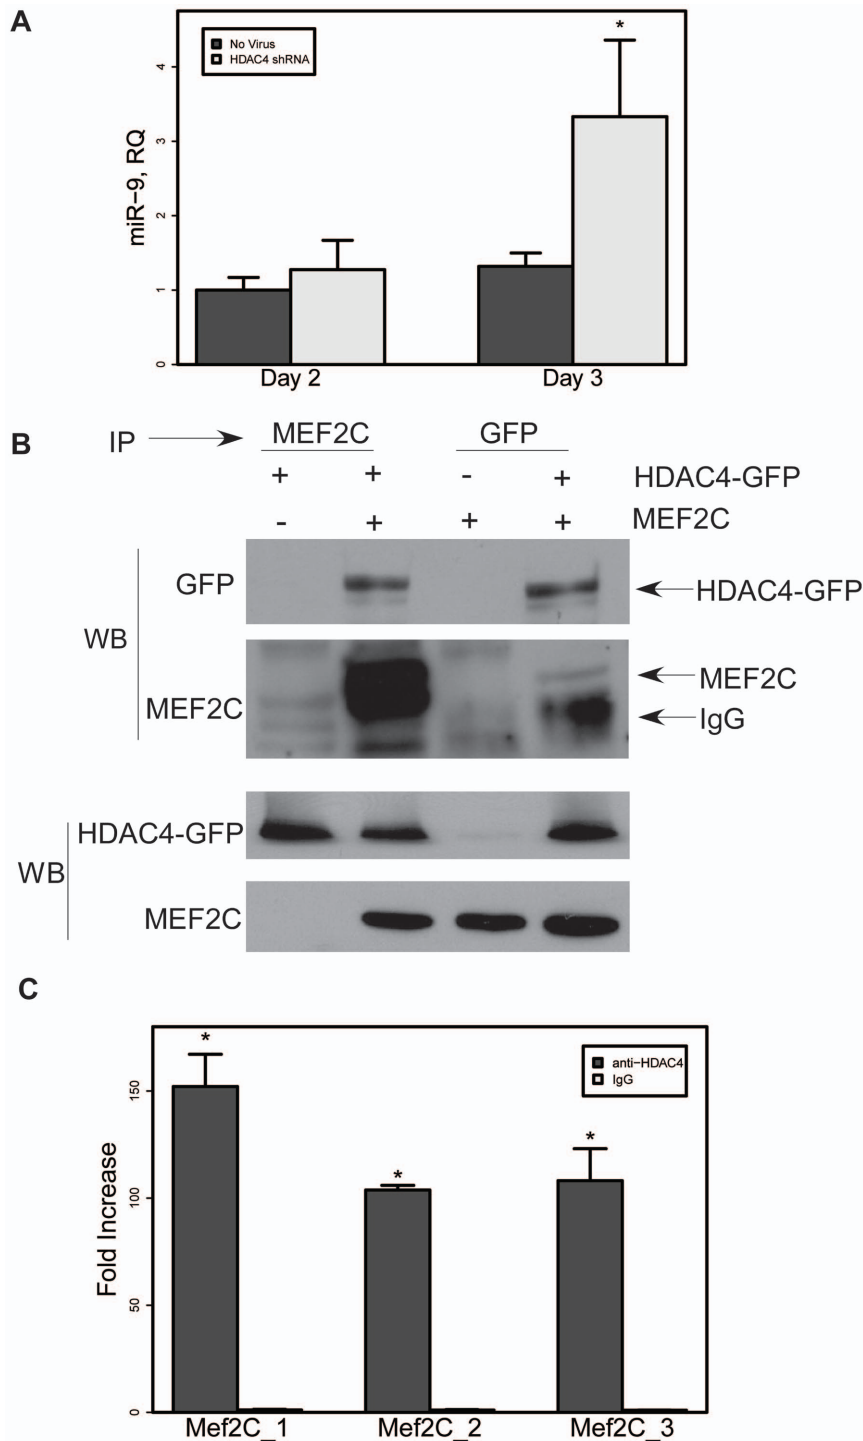 A
No Virus
HDAC4 shRNA
miR−9, RQ
4
3
2
1
0
Day 2
Day 3
*
B
IP
MEF2C
GFP
+ + - + HDAC4-GFP
- + + + MEF2C
WB
GFP
HDAC4-GFP
MEF2C
MEF2C
IgG
WB
HDAC4-GFP
MEF2C
C
anti−HDAC4
IgG
Fold Increase
150
100
50
0
*
*
*
Mef2C_1
Mef2C_2
Mef2C_3